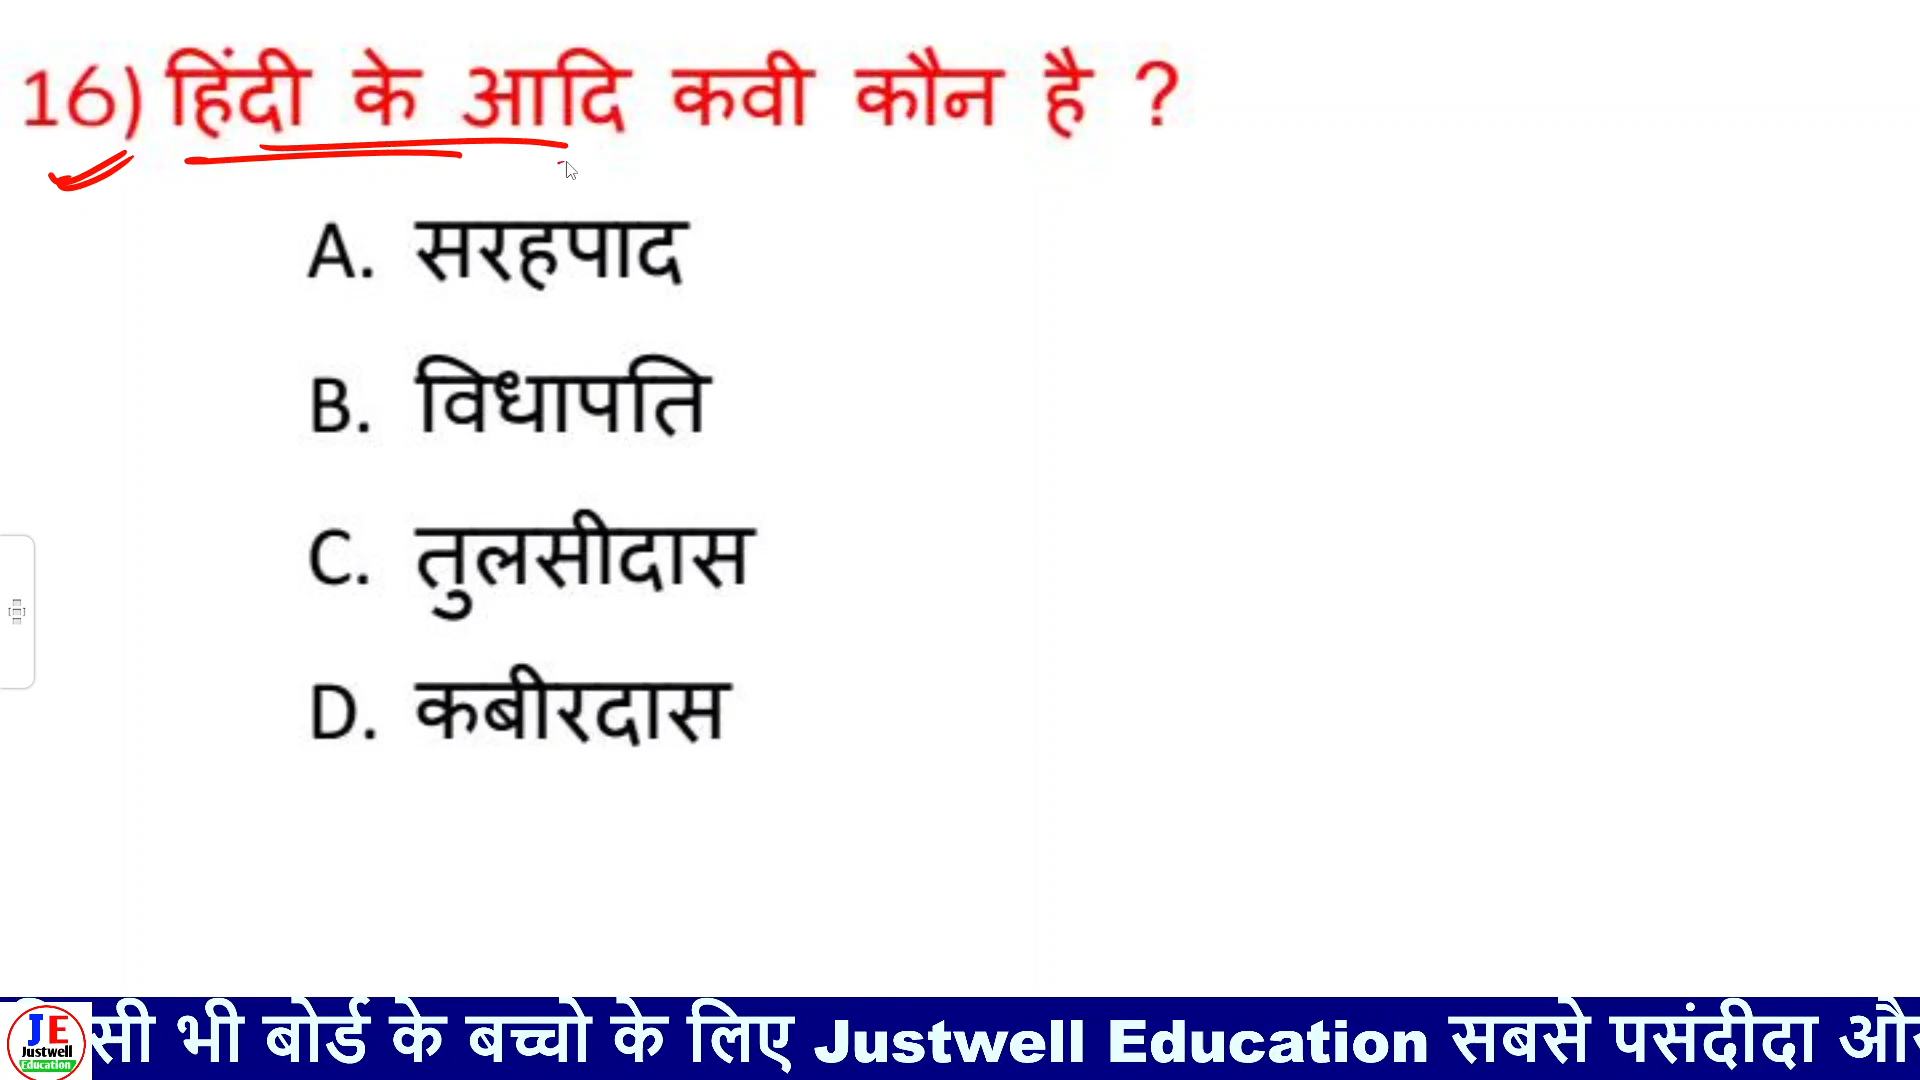 16) हिंदी के आदि कवी कौन है ?
A. सरहपाद
B. विधापति
C. तुलसीदास
D. कबीरदास
JE
Justwell
Education
सी भी बोर्ड के बच्चो के लिए Justwell Education सबसे पसंदीदा